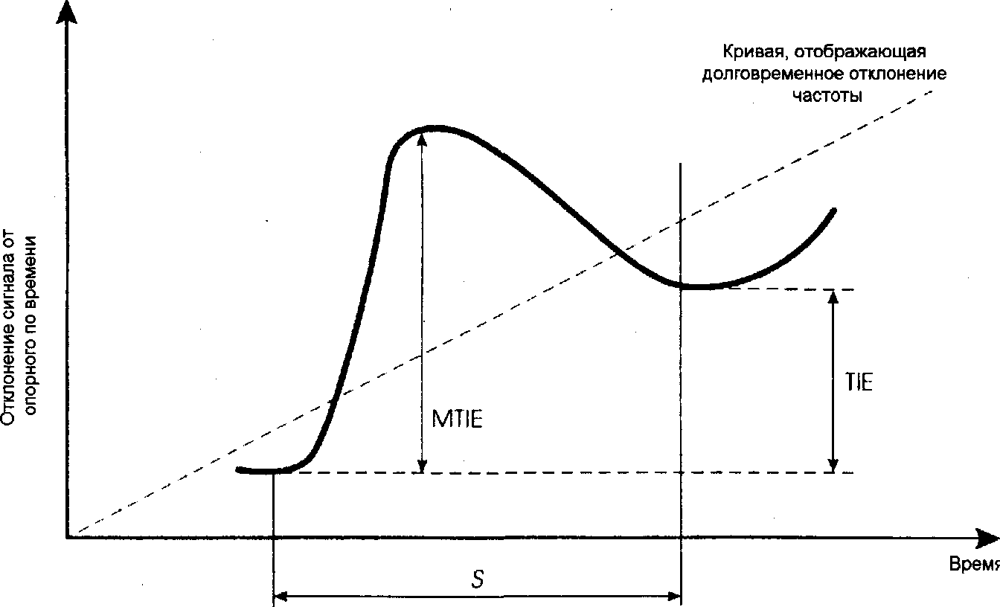 Кривая, отображающая
долговременное отклонение
частоты
Отклонение сигнала от
опорного по времени
MTIE
TIE
S
Время